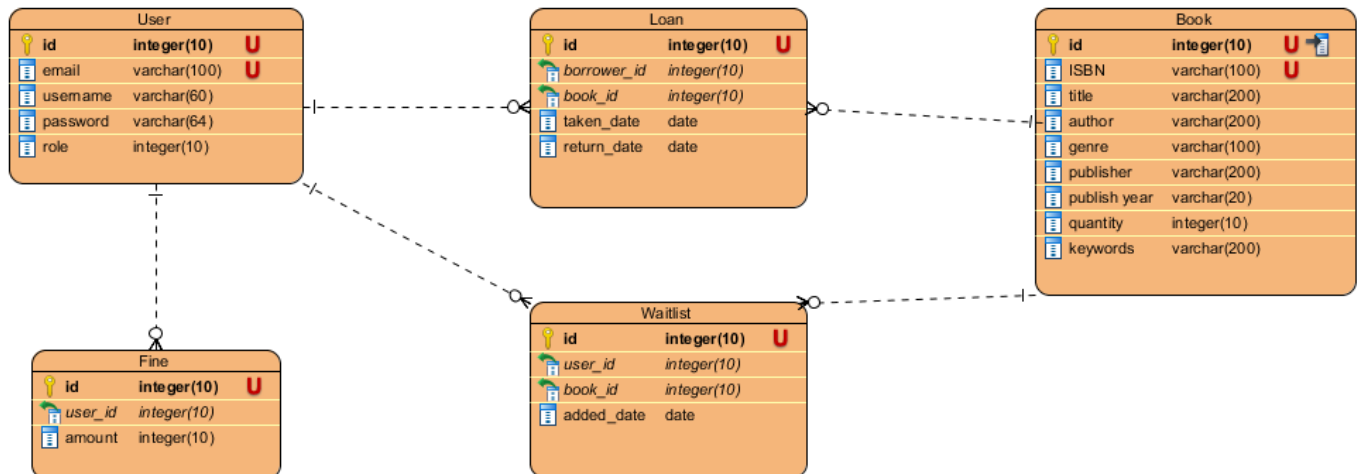 User
id integer(10) U
email varchar(100) U
username varchar(60)
password varchar(64)
role integer(10)
Loan
id integer(10) U
borrower_id integer(10)
book_id integer(10)
taken_date date
return_date date
Book
id integer(10) U
ISBN varchar(100) U
title varchar(200)
author varchar(200)
genre varchar(100)
publisher varchar(200)
publish year varchar(20)
quantity integer(10)
keywords varchar(200)
Fine
id integer(10) U
user_id integer(10)
amount integer(10)
Waitlist
id integer(10) U
user_id integer(10)
book_id integer(10)
added_date date